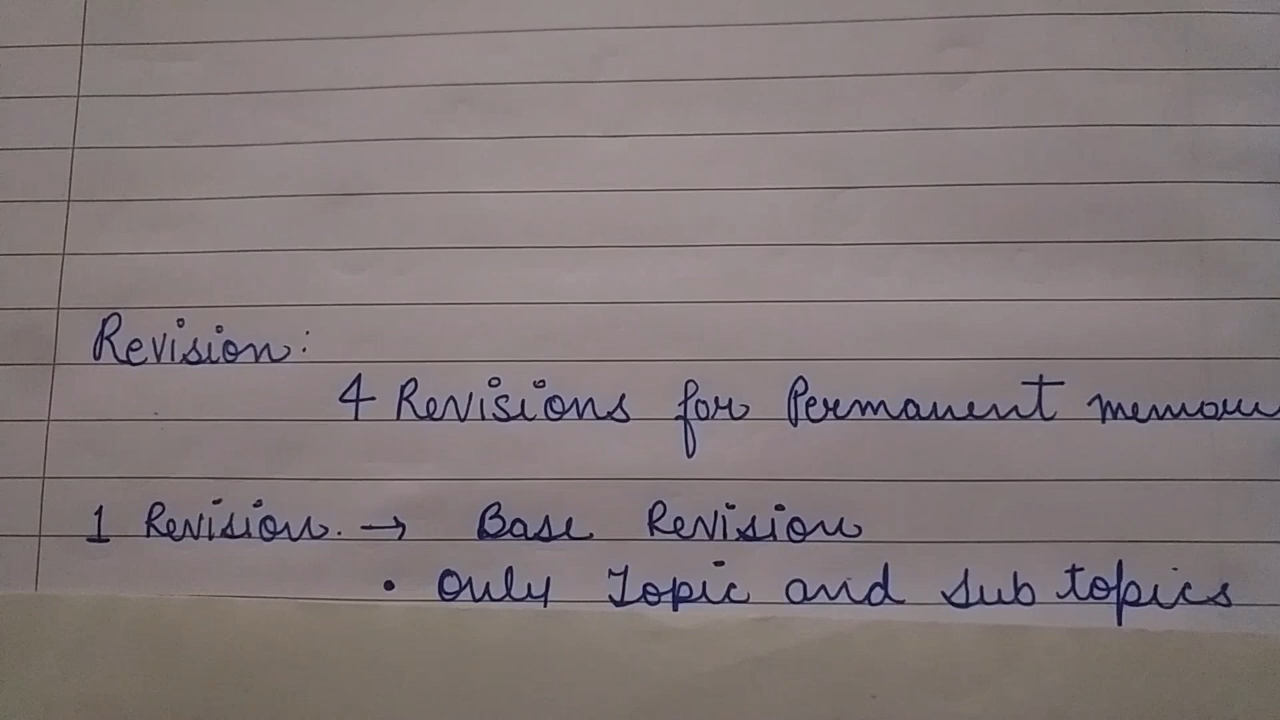 Revision:
4 Revisions for Permanent
1 Revision. → Base Revision
• Only Topic and Sub topics